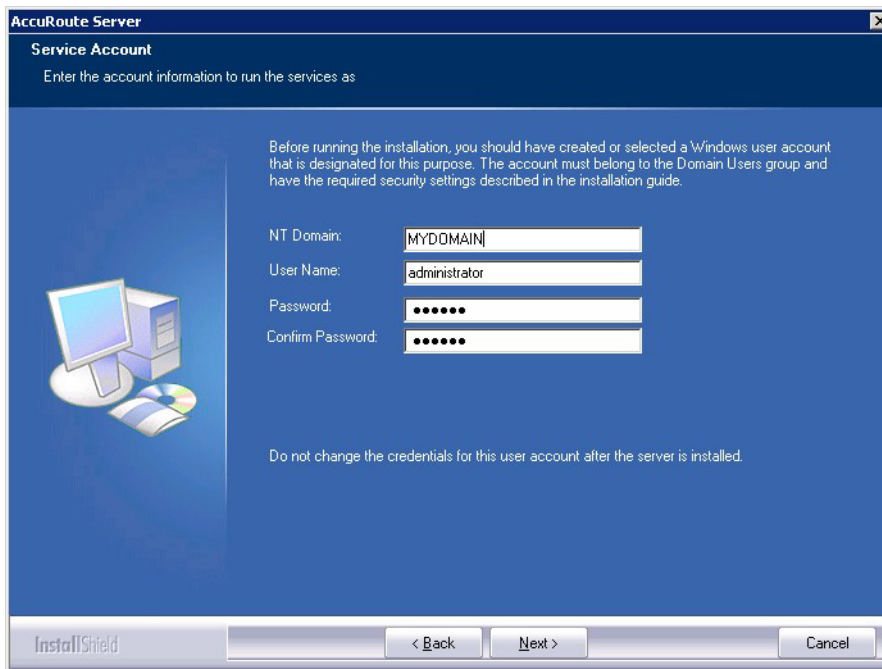 AccuRoute Server
Service Account
Enter the account information to run the services as
Before running the installation, you should have created or selected a Windows user account
that is designated for this purpose. The account must belong to the Domain Users group and
have the required security settings described in the installation guide.
NT Domain: MYDOMAIN
User Name: administrator
Password: ••••••
Confirm Password: ••••••
Do not change the credentials for this user account after the server is installed.
InstallShield
< Back Next > Cancel